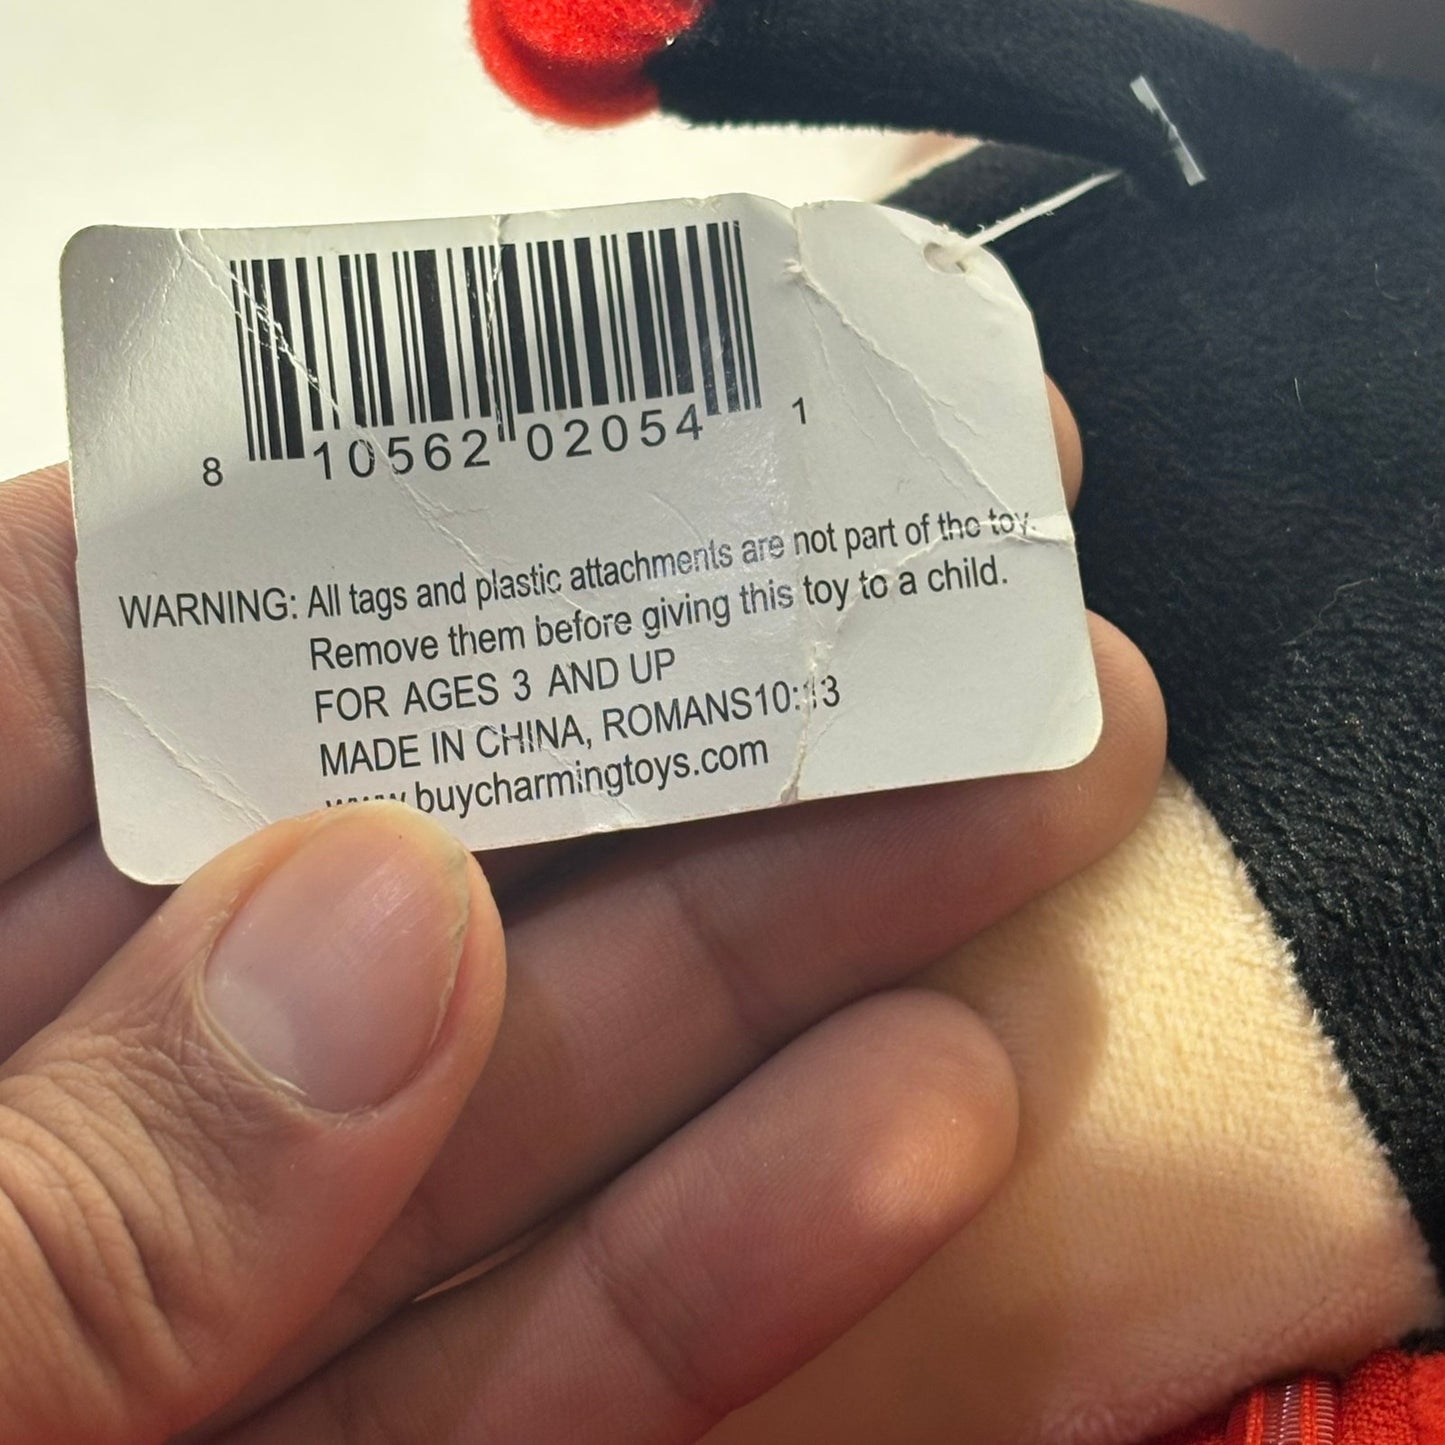 8 10562 02054 1
WARNING: All tags and plastic attachments are not part of the toy.
Remove them before giving this toy to a child.
FOR AGES 3 AND UP
MADE IN CHINA, ROMANS10:13
www.buycharmingtoys.com